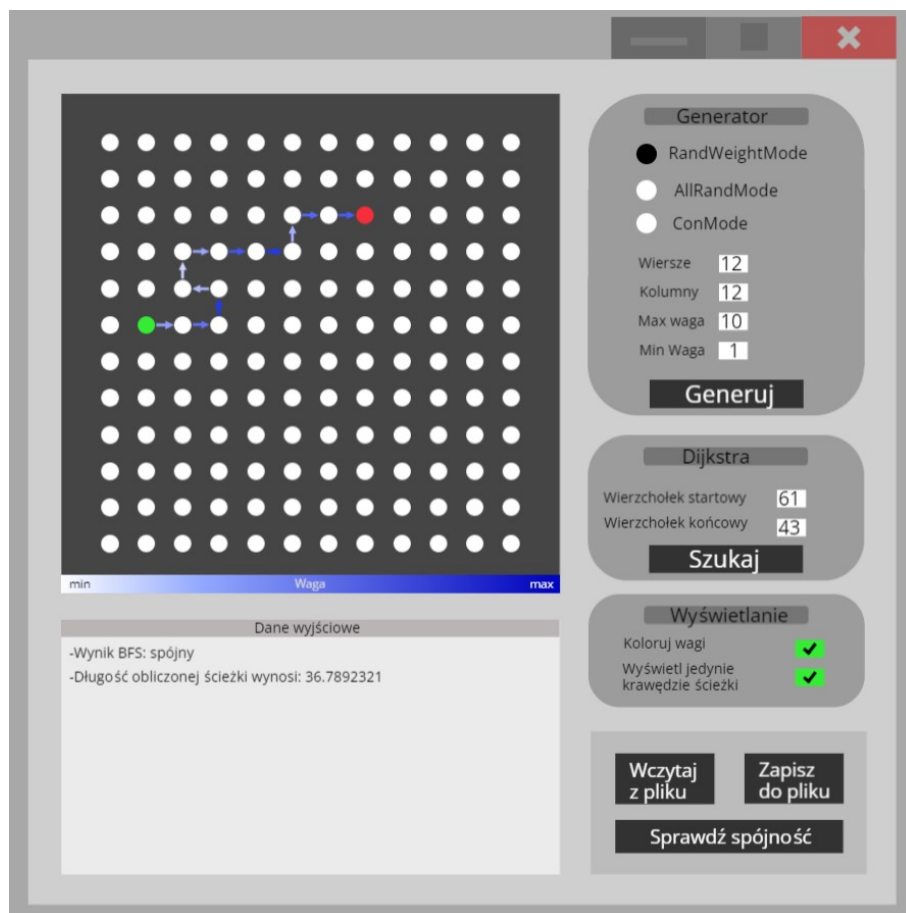 Generator
RandWeightMode
AllRandMode
ConMode
Wiersze 12
Kolumny 12
Max waga 10
Min Waga 1
Generuj
Dijkstra
Wierzchołek startowy 61
Wierzchołek końcowy 43
Szukaj
min Waga max
Dane wyjściowe
-Wynik BFS: spójny
-Długość obliczonej ścieżki wynosi: 36.7892321
Wyświetlanie
Koloruj wagi
Wyświetl jedynie
krawędzie ścieżki
Wczytaj
z pliku
Zapisz
do pliku
Sprawdź spójność